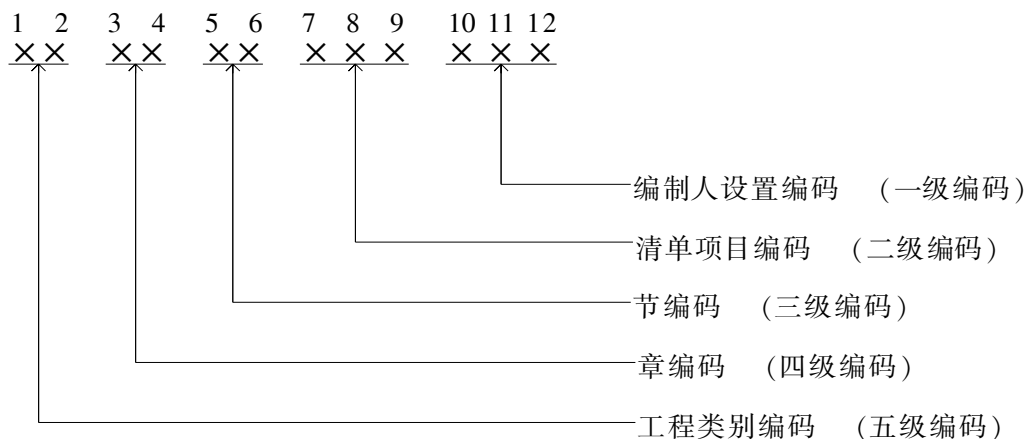 1 2 3 4 5 6 7 8 9 10 11 12
×× ×× ×× ××× ×××
编制人设置编码 (一级编码)
清单项目编码 (二级编码)
节编码 (三级编码)
章编码 (四级编码)
工程类别编码 (五级编码)